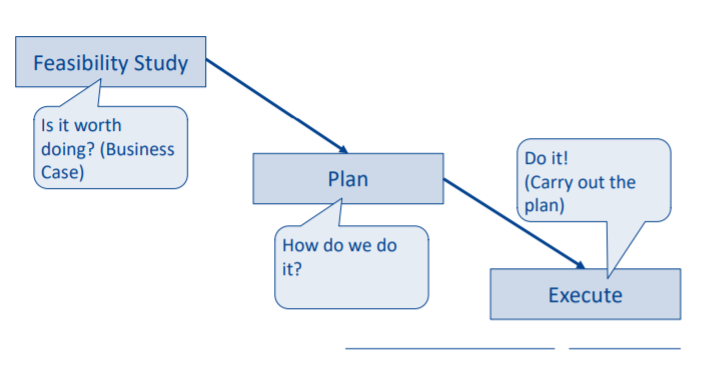 Feasibility Study
Is it worth
doing? (Business
Case)
Plan
How do we do
it?
Do it!
(Carry out the
plan)
Execute